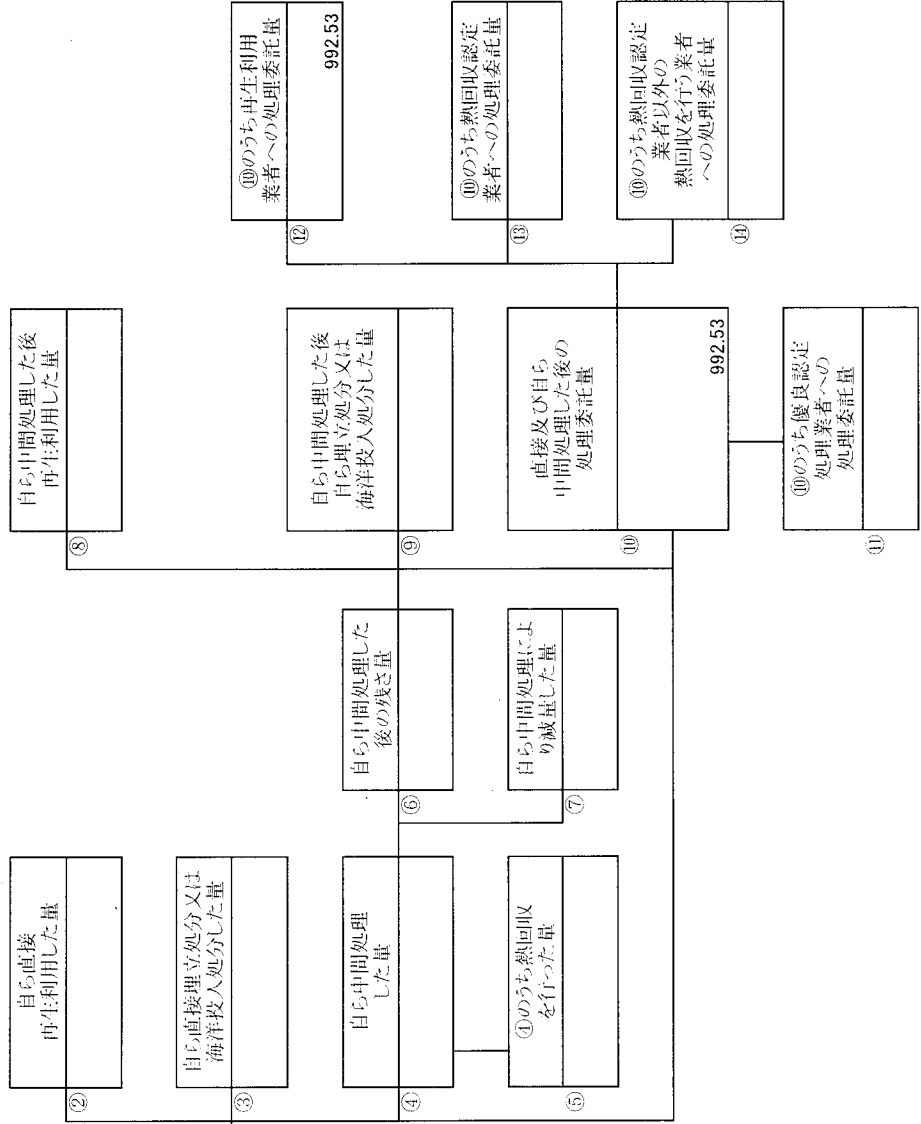 ②
自ら直接
再生利用した量
③
自ら直接埋立処分又は
海洋投入処分した量
④
自ら中間処理
した量
⑤
④のうち熱回収
を行った量
⑥
自ら中間処理した
後の残さ量
⑦
自ら中間処理によ
り減量した量
⑧
自ら中間処理した後
再生利用した量
⑨
自ら中間処理した後
自ら埋立処分又は
海洋投入処分した量
⑩
直接及び自ら
中間処理した後の
処理委託量
992.53
⑪
⑩のうち優良認定
処理業者への
処理委託量
⑫
⑩のうち再生利用
業者への処理委託量
992.53
⑬
⑩のうち熱回収認定
業者への処理委託量
⑭
⑩のうち熱回収認定
業者以外の
熱回収を行う業者
への処理委託量